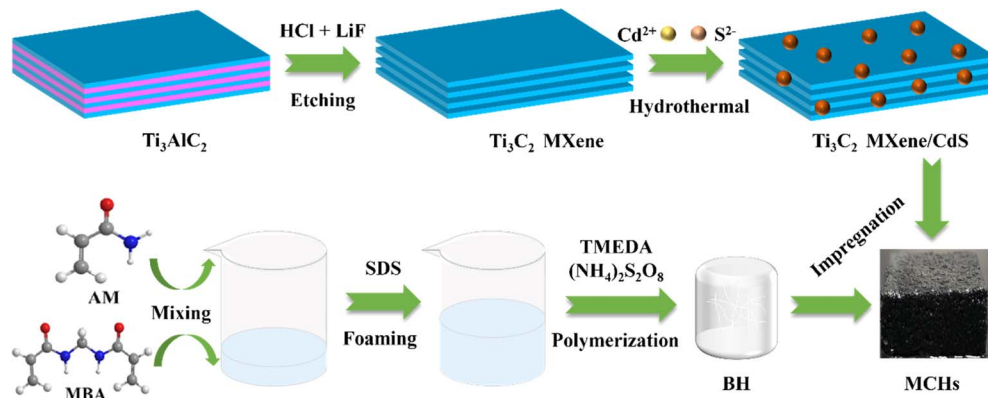 HCl + LiF
Etching
Cd²⁺ S²⁻
Hydrothermal
Ti₃AlC₂
Ti₃C₂ MXene
Ti₃C₂ MXene/CdS
AM
MBA
Mixing
SDS
Foaming
TMEDA
(NH₄)₂S₂O₈
Polymerization
BH
Impregnation
MCHs